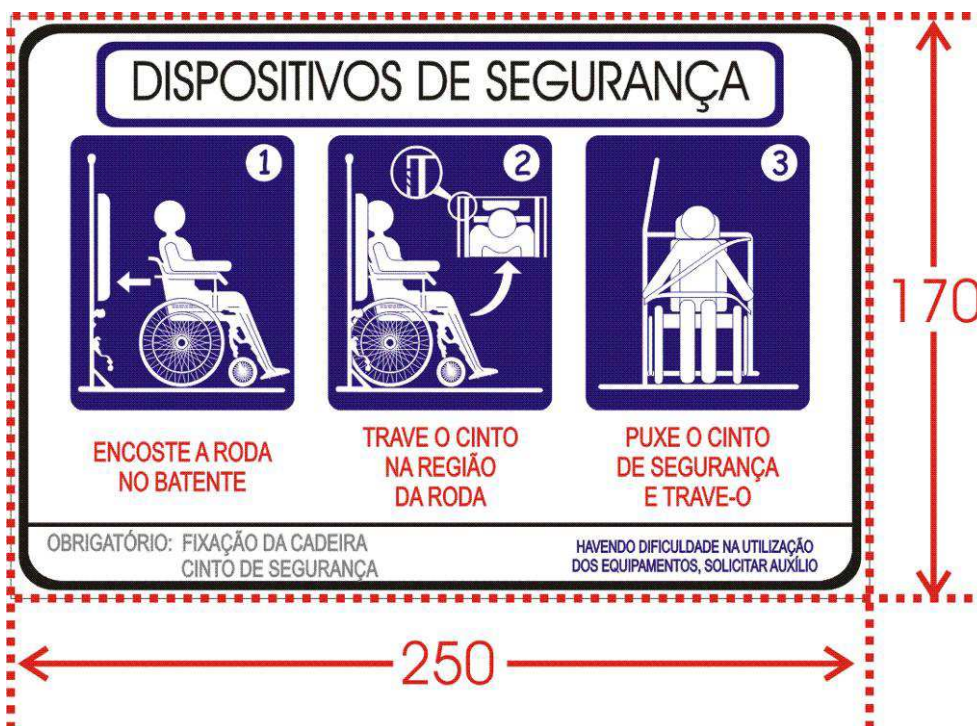 DISPOSITIVOS DE SEGURANÇA
1
2
3
ENCOSTE A RODA
NO BATENTE
TRAVE O CINTO
NA REGIÃO
DA RODA
PUXE O CINTO
DE SEGURANÇA
E TRAVE-O
OBRIGATÓRIO: FIXAÇÃO DA CADEIRA
CINTO DE SEGURANÇA
HAVENDO DIFICULDADE NA UTILIZAÇÃO
DOS EQUIPAMENTOS, SOLICITAR AUXÍLIO
170
250